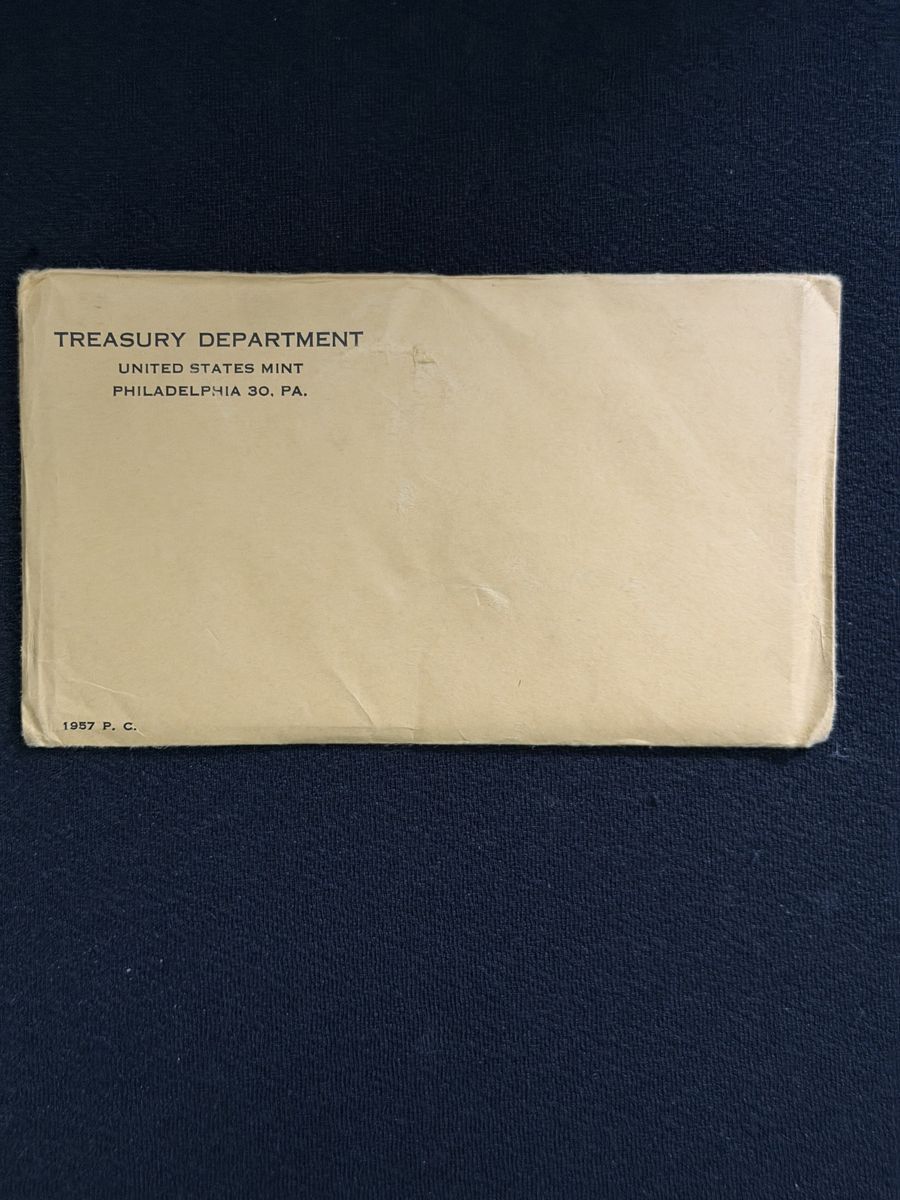 TREASURY DEPARTMENT
UNITED STATES MINT
PHILADELPHIA 30, PA.
1957 P. C.